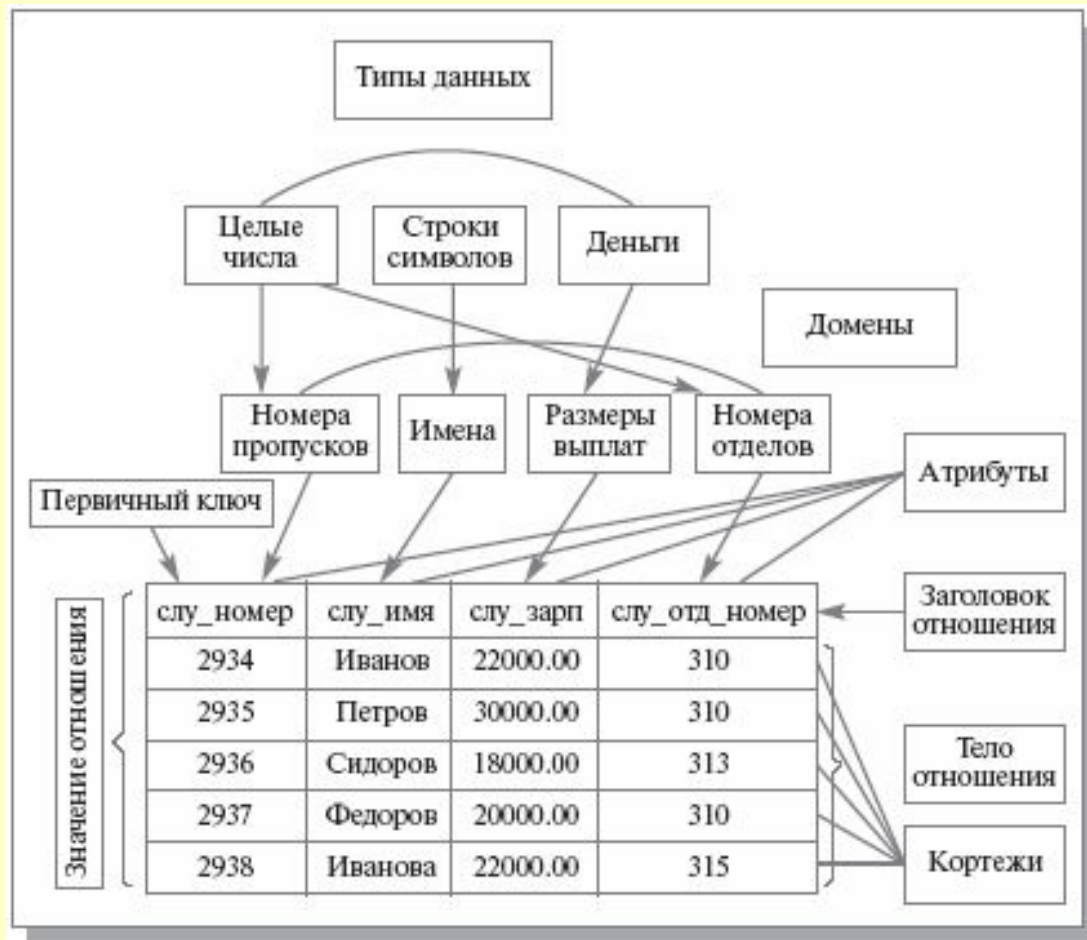 Типы данных
Целые
числа
Строки
символов
Деньги
Домены
Номера
пропусков
Имена
Размеры
выплат
Номера
отделов
Атрибуты
Первичный ключ
Заголовок
отношения
Значение отношения
слу_номер слу_имя слу_зарп слу_отд_номер
2934 Иванов 22000.00 310
2935 Петров 30000.00 310
2936 Сидоров 18000.00 313
2937 Федоров 20000.00 310
2938 Иванова 22000.00 315
Тело
отношения
Кортежи